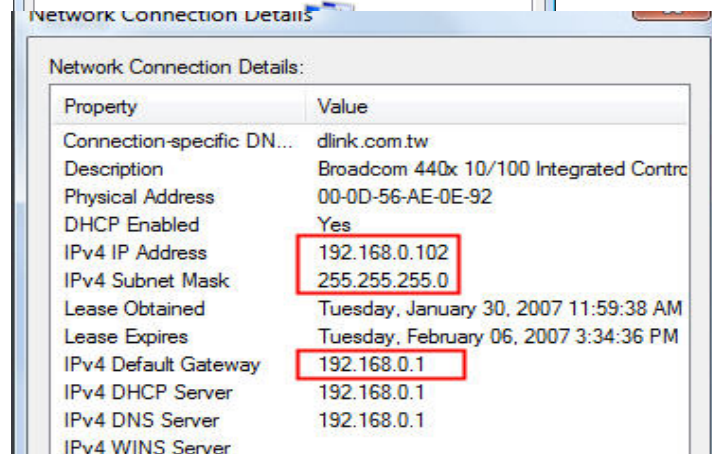 Network Connection Details
Network Connection Details:
Property Value
Connection-specific DN... dlink.com.tw
Description Broadcom 440x 10/100 Integrated Contro
Physical Address 00-0D-56-AE-0E-92
DHCP Enabled Yes
IPv4 IP Address 192.168.0.102
IPv4 Subnet Mask 255.255.255.0
Lease Obtained Tuesday, January 30, 2007 11:59:38 AM
Lease Expires Tuesday, February 06, 2007 3:34:36 PM
IPv4 Default Gateway 192.168.0.1
IPv4 DHCP Server 192.168.0.1
IPv4 DNS Server 192.168.0.1
IPv4 WINS Server